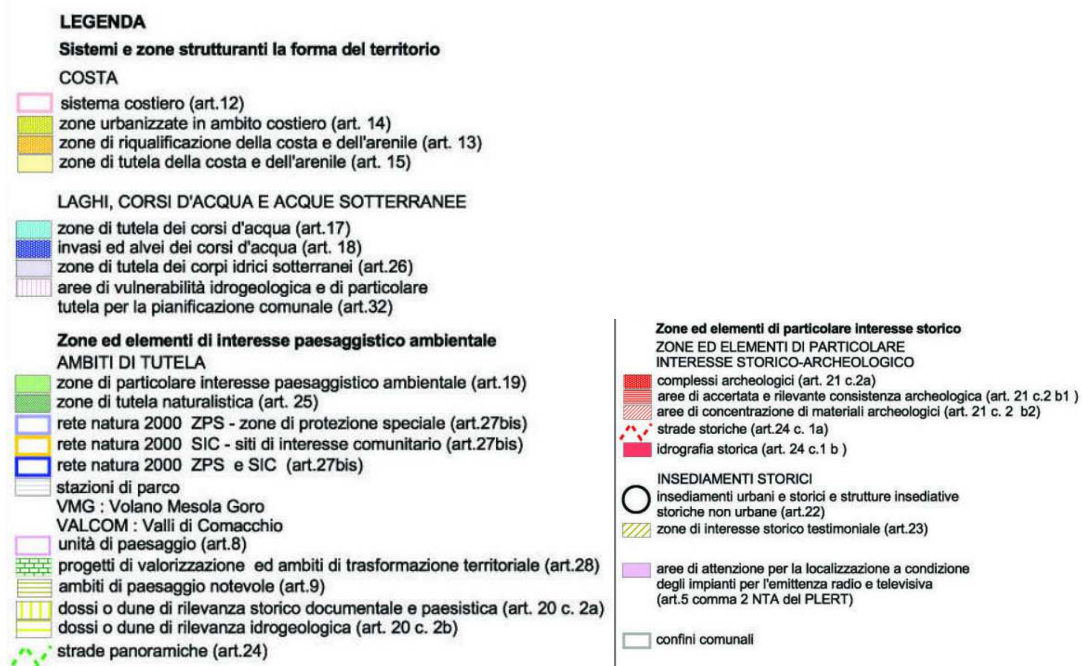 LEGENDA
Sistemi e zone strutturanti la forma del territorio
COSTA
sistema costiero (art.12)
zone urbanizzate in ambito costiero (art. 14)
zone di riqualificazione della costa e dell'arenile (art. 13)
zone di tutela della costa e dell'arenile (art. 15)
LAGHI, CORSI D'ACQUA E ACQUE SOTTERRANEE
zone di tutela dei corsi d'acqua (art.17)
invasi ed alvei dei corsi d'acqua (art. 18)
zone di tutela dei corpi idrici sotterranei (art.26)
aree di vulnerabilità idrogeologica e di particolare
tutela per la pianificazione comunale (art.32)
Zone ed elementi di interesse paesaggistico ambientale
AMBITI DI TUTELA
zone di particolare interesse paesaggistico ambientale (art.19)
zone di tutela naturalistica (art. 25)
rete natura 2000 ZPS - zone di protezione speciale (art.27bis)
rete natura 2000 SIC - siti di interesse comunitario (art.27bis)
rete natura 2000 ZPS e SIC (art.27bis)
stazioni di parco
VMG : Volano Mesola Goro
VALCOM : Valli di Comacchio
unità di paesaggio (art.8)
progetti di valorizzazione ed ambiti di trasformazione territoriale (art.28)
ambiti di paesaggio notevole (art.9)
dossi o dune di rilevanza storico documentale e paesistica (art. 20 c. 2a)
dossi o dune di rilevanza idrogeologica (art. 20 c. 2b)
strade panoramiche (art.24)
Zone ed elementi di particolare interesse storico
ZONE ED ELEMENTI DI PARTICOLARE
INTERESSE STORICO-ARCHEOLOGICO
complessi archeologici (art. 21 c.2a)
aree di accertata e rilevante consistenza archeologica (art. 21 c.2 b1 )
aree di concentrazione di materiali archeologici (art. 21 c. 2 b2)
strade storiche (art.24 c. 1a)
idrografia storica (art. 24 c.1 b )
INSEDIAMENTI STORICI
insediamenti urbani e storici e strutture insediative
storiche non urbane (art.22)
zone di interesse storico testimoniale (art.23)
aree di attenzione per la localizzazione a condizione
degli impianti per l'emittenza radio e televisiva
(art.5 comma 2 NTA del PLERT)
confini comunali